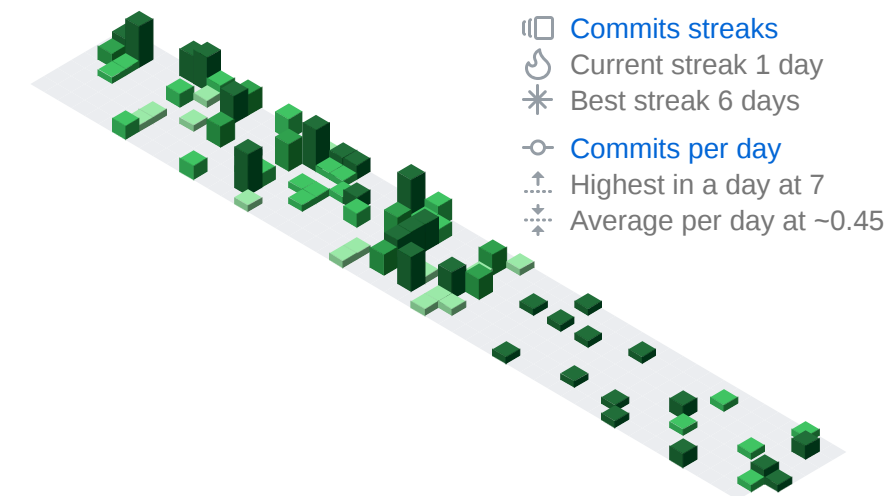 Commits streaks
Current streak 1 day
Best streak 6 days
Commits per day
Highest in a day at 7
Average per day at ~0.45